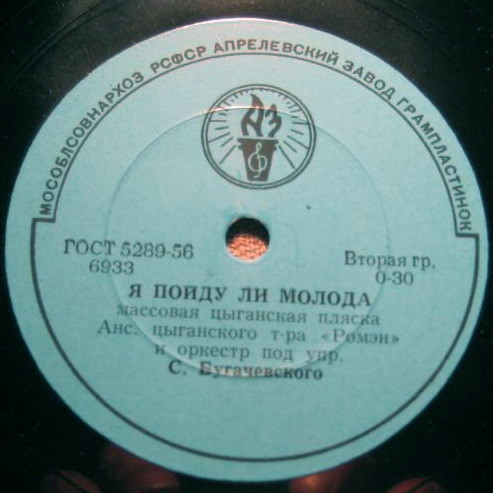 МОСОБЛСОВНАРХОЗ РСФСР АПРЕЛЕВСКИЙ ЗАВОД ГРАМПЛАСТИНОК
АЗ
ГОСТ 5289-56
6933
Вторая гр.
0-30
Я ПОЙДУ ЛИ МОЛОДА
массовая цыганская пляска
Анс. цыганского т-ра «Ромэн»
и оркестр под упр.
С. Бугачевского